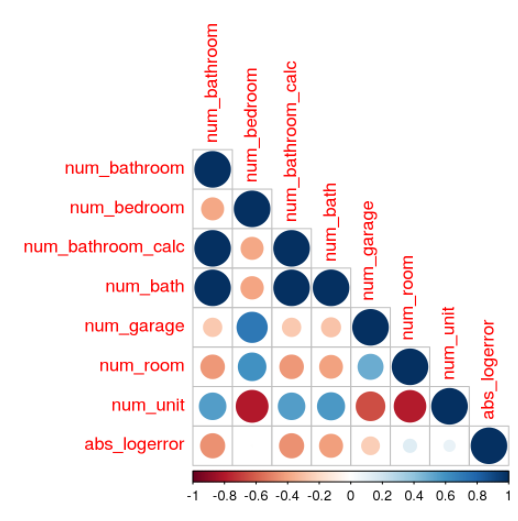 num_bathroom
num_bedroom
num_bathroom_calc
num_bath
num_garage
num_room
num_unit
abs_logerror
num_bathroom
num_bedroom
num_bathroom_calc
num_bath
num_garage
num_room
num_unit
abs_logerror
-1 -0.8 -0.6 -0.4 -0.2 0 0.2 0.4 0.6 0.8 1